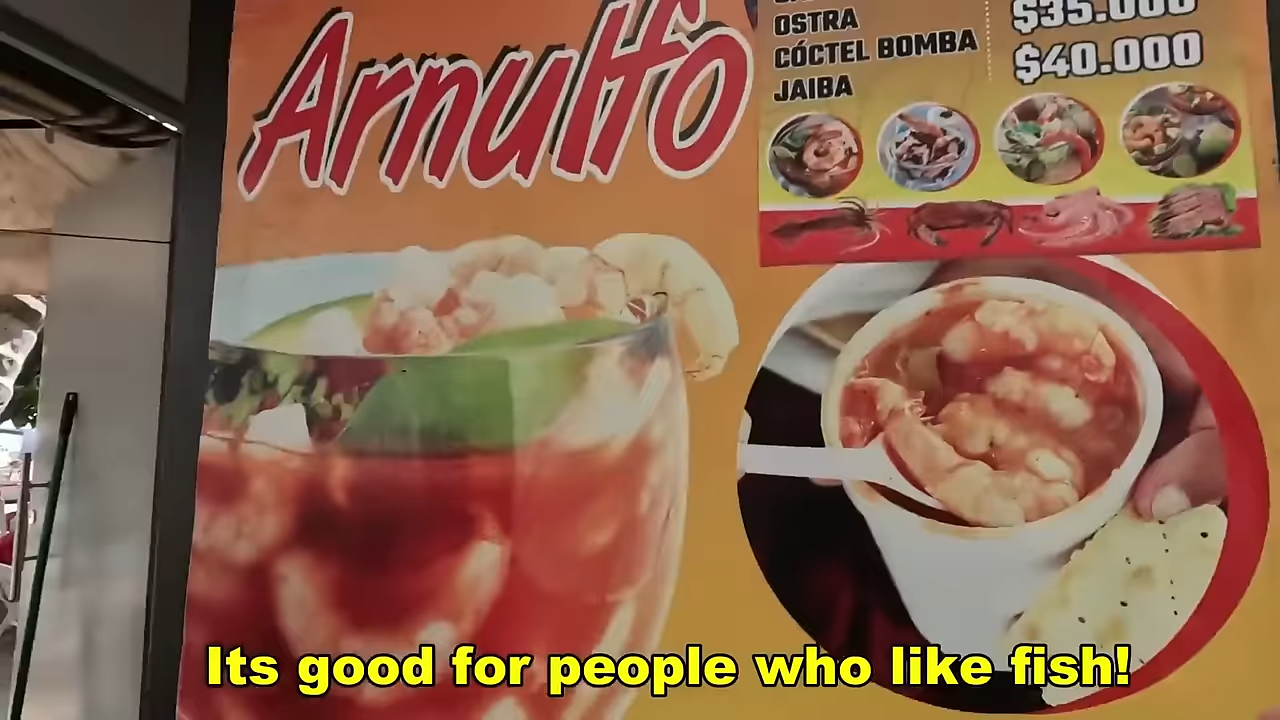 Arnulfo
OSTRA
CÓCTEL BOMBA
JAIBA
$35.000
$40.000
Its good for people who like fish!